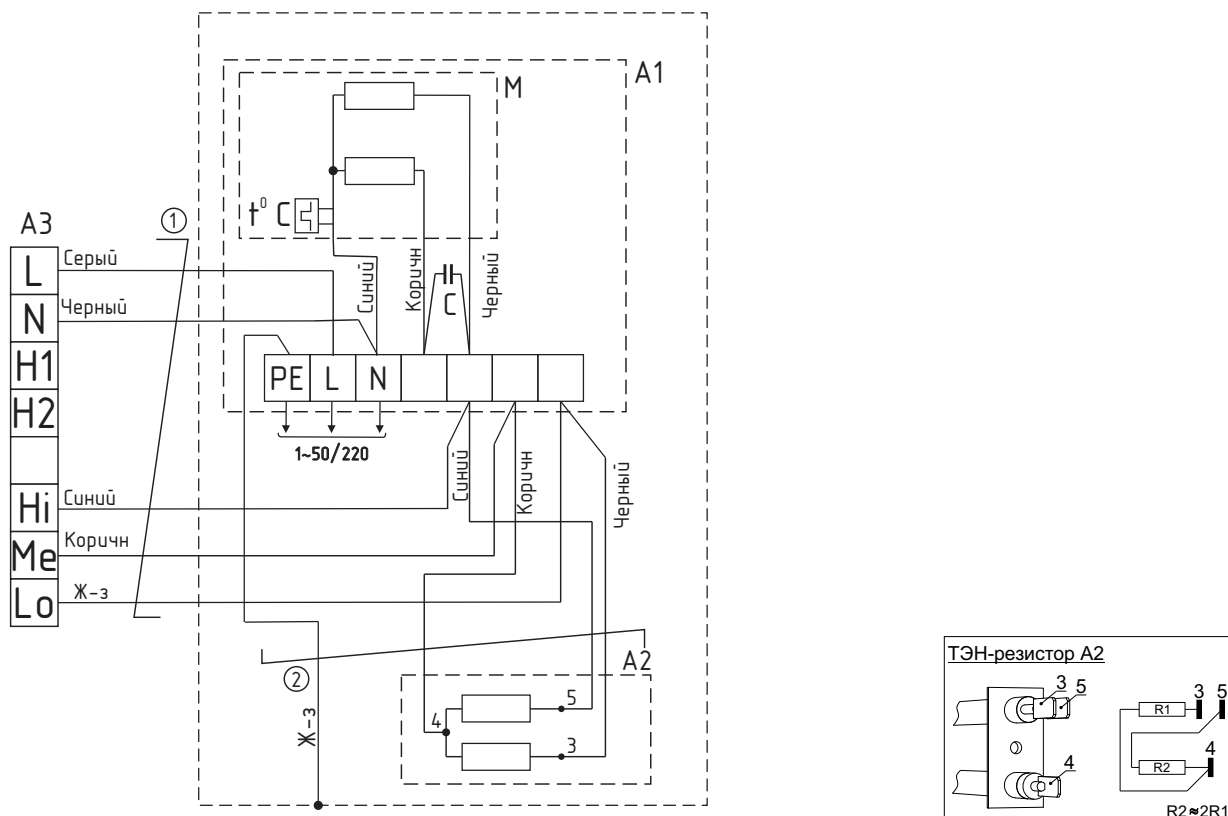 A1
M
t° C
A3
1
L
Серый
N
Черный
H1
H2
Hi
Синий
Me
Коричн
Lo
Ж-з
Синий
Коричн
C
Черный
PE
L
N
1~50/220
Синий
Коричн
Черный
2
Ж-з
A2
4
5
3
ТЭН-резистор А2
3
5
4
R1
3
5
R2
4
R2≈2R1